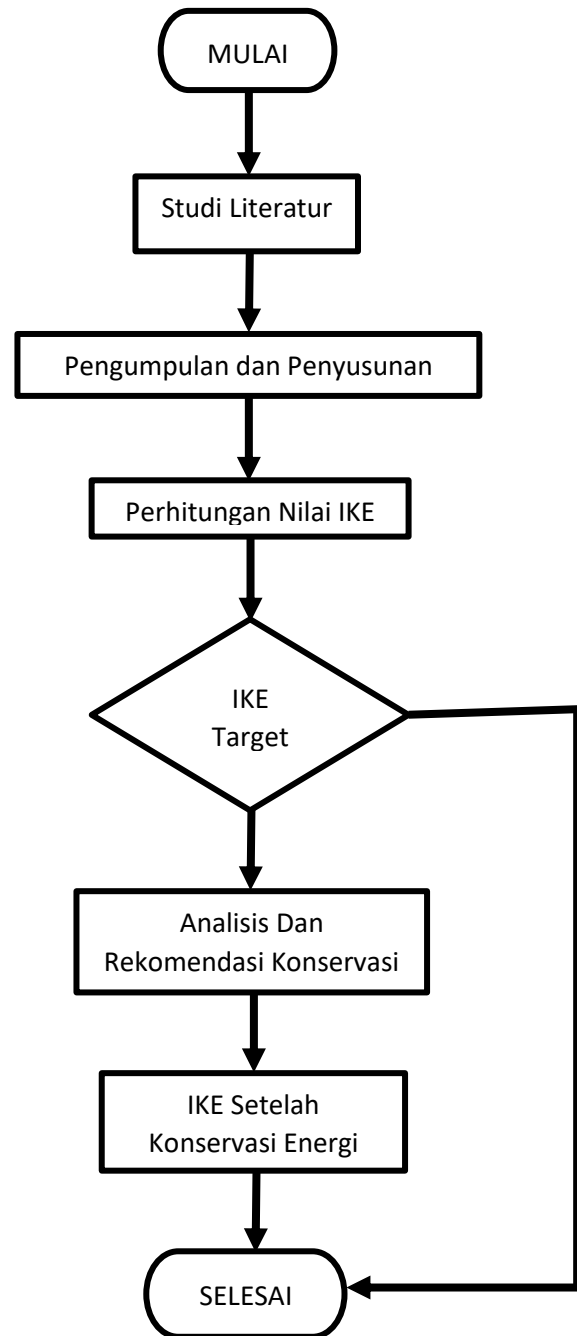 MULAI
Studi Literatur
Pengumpulan dan Penyusunan
Perhitungan Nilai IKE
IKE
Target
Analisis Dan
Rekomendasi Konservasi
IKE Setelah
Konservasi Energi
SELESAI